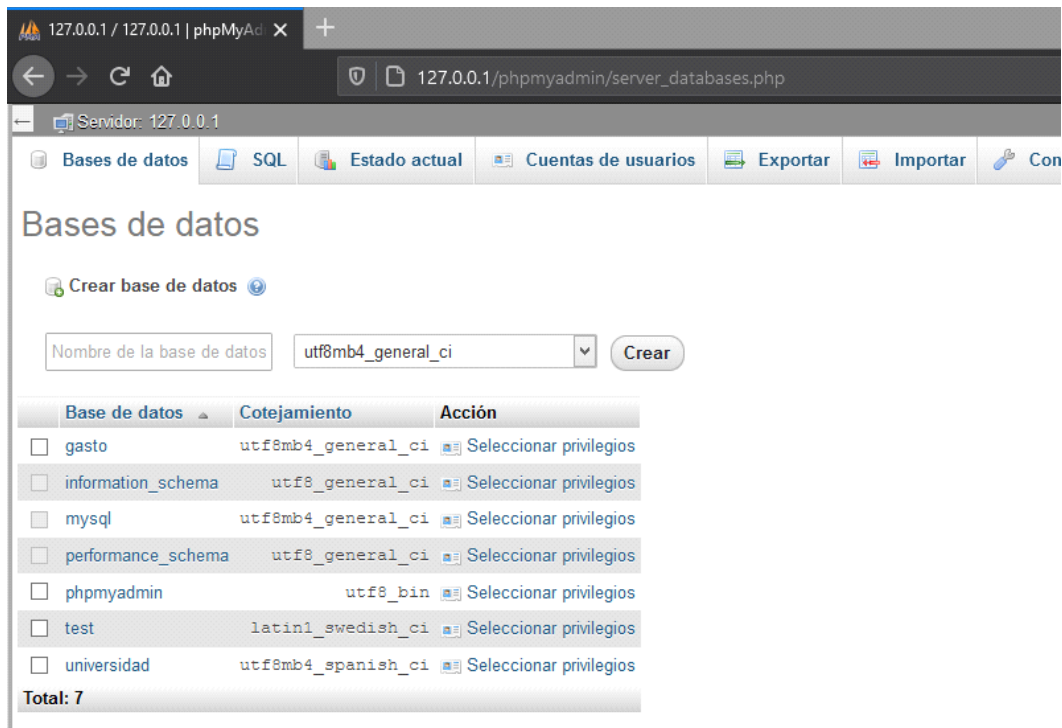 127.0.0.1 / 127.0.0.1 | phpMyAd
127.0.0.1/phpmyadmin/server_databases.php
Servidor: 127.0.0.1
Bases de datos SQL Estado actual Cuentas de usuarios Exportar Importar Con
Bases de datos
Crear base de datos
Nombre de la base de datos utf8mb4_general_ci Crear
Base de datos Cotejamiento Acción
gasto utf8mb4_general_ci Seleccionar privilegios
information_schema utf8_general_ci Seleccionar privilegios
mysql utf8mb4_general_ci Seleccionar privilegios
performance_schema utf8_general_ci Seleccionar privilegios
phpmyadmin utf8_bin Seleccionar privilegios
test latin1_swedish_ci Seleccionar privilegios
universidad utf8mb4_spanish_ci Seleccionar privilegios
Total: 7